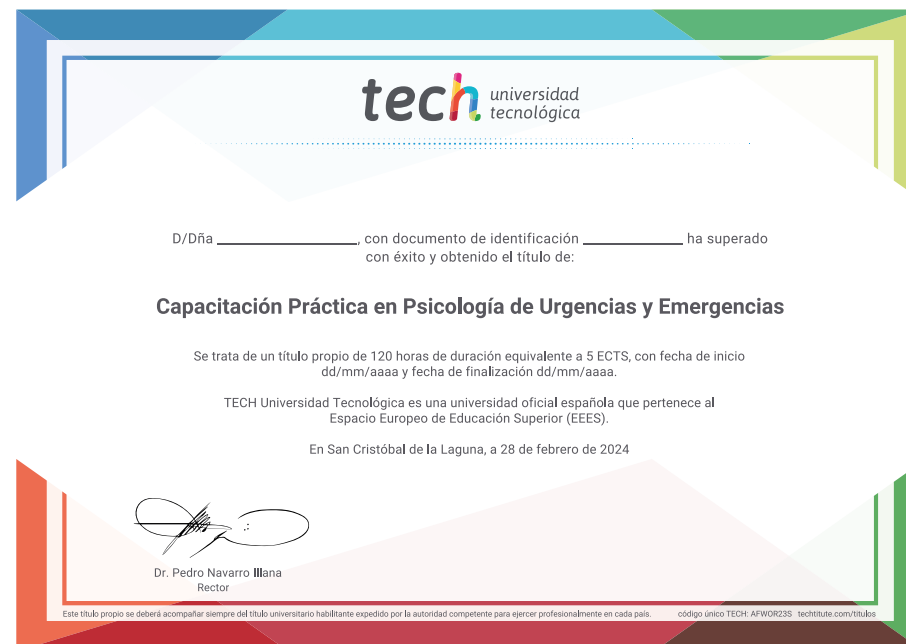 tech universidad
tecnológica
D/Dña ____________________, con documento de identificación ______________ ha superado
con éxito y obtenido el título de:
Capacitación Práctica en Psicología de Urgencias y Emergencias
Se trata de un título propio de 120 horas de duración equivalente a 5 ECTS, con fecha de inicio
dd/mm/aaaa y fecha de finalización dd/mm/aaaa.
TECH Universidad Tecnológica es una universidad oficial española que pertenece al
Espacio Europeo de Educación Superior (EEES).
En San Cristóbal de la Laguna, a 28 de febrero de 2024
Dr. Pedro Navarro Illana
Rector
Este título propio se deberá acompañar siempre del título universitario habilitante expedido por la autoridad competente para ejercer profesionalmente en cada país. código único TECH: AFWOR23S techtitute.com/titulos